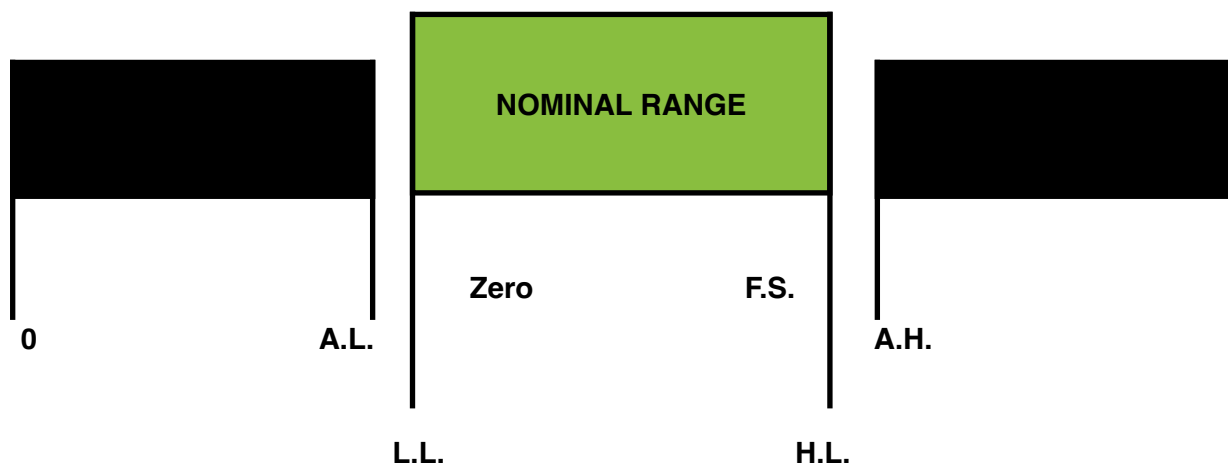 NOMINAL RANGE
Zero F.S.
0 A.L. A.H.
L.L. H.L.